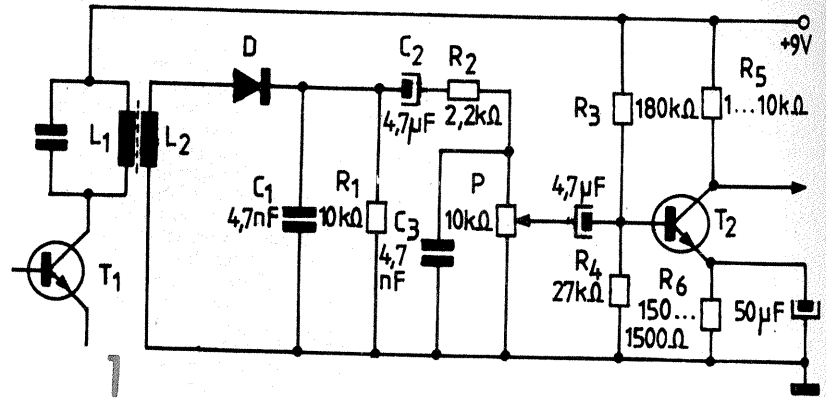 +9V
D
C2
R2
4,7µF
2,2kΩ
R3
180kΩ
R5
1...10kΩ
L1
L2
C1
4,7nF
R1
10kΩ
C3
4,7
nF
P
10kΩ
4,7µF
T2
T1
R4
27kΩ
R6
150...
1500Ω
50µF
1